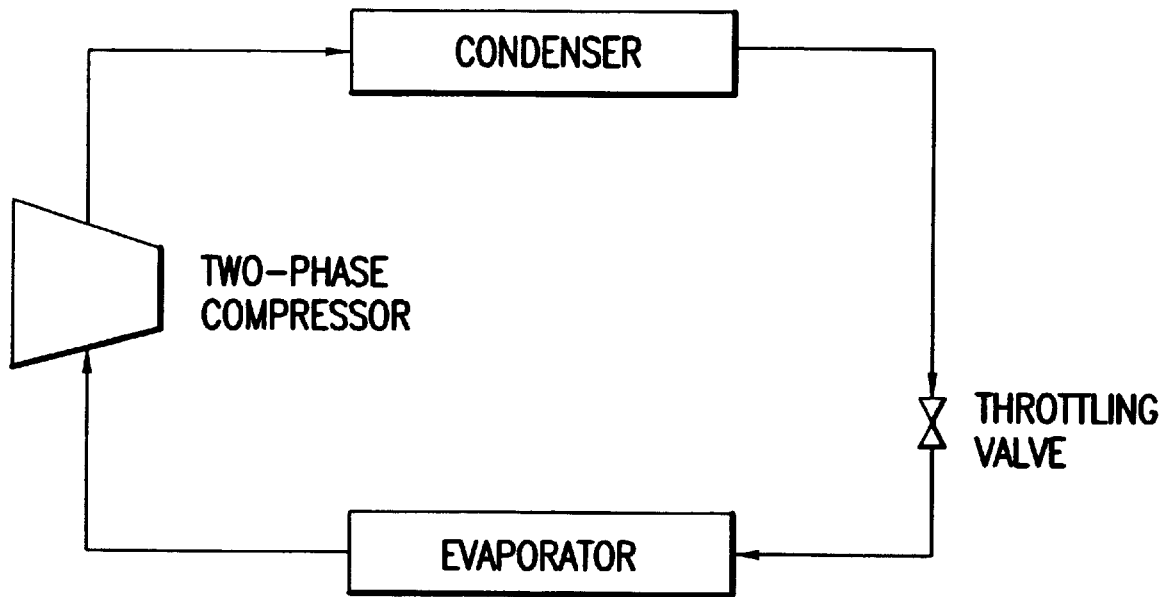 CONDENSER
TWO-PHASE
COMPRESSOR
THROTTLING
VALVE
EVAPORATOR